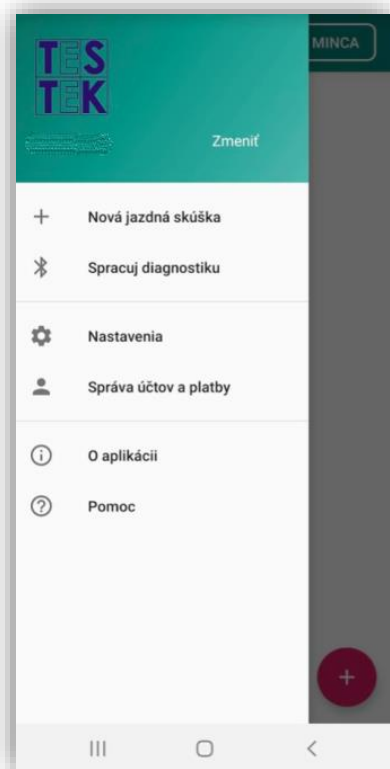 TES
TEK
MINCA
Zmeniť
Nová jazdná skúška
Spracuj diagnostiku
Nastavenia
Správa účtov a platby
O aplikácii
Pomoc